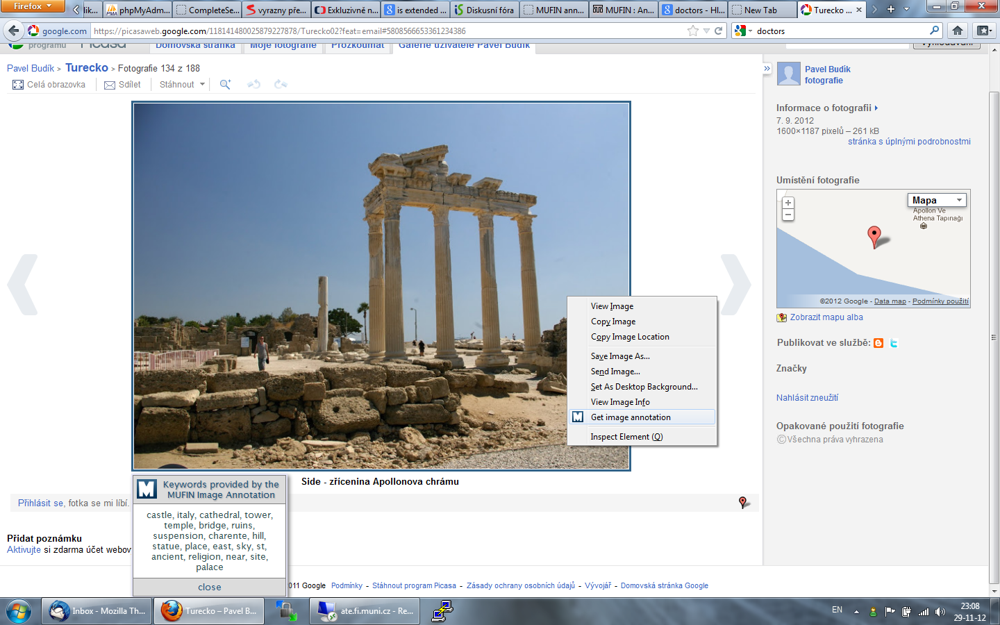 Firefox
lik...
phpMyAdm...
CompleteSe...
vyrazny pře...
Exkluzivně n...
is extended ...
Diskusní fóra
MUFIN ann...
MUFIN : An...
doctors - Hl...
New Tab
Turecko ...
google.com
https://picasaweb.google.com/118141480025879227878/Turecko02?feat=email#5808566653361234386
doctors
programů Picasa
Domovská stránka
Moje fotografie
Prozkoumat
Galerie uživatele Pavel Budík
Vyhledávání
Pavel Budík > Turecko > Fotografie 134 z 188
Celá obrazovka
Sdílet
Stáhnout
View Image
Copy Image
Copy Image Location
Save Image As...
Send Image...
Set As Desktop Background...
View Image Info
Get image annotation
Inspect Element (Q)
Side - zřícenina Apollonova chrámu
Přihlásit se, fotka se mi líbí.
Keywords provided by the
MUFIN Image Annotation
castle, italy, cathedral, tower,
temple, bridge, ruins,
suspension, charente, hill,
statue, place, east, sky, st,
ancient, religion, near, site,
palace
close
Přidat poznámku
Aktivujte si zdarma účet webov
011 Google Podmínky - Stáhnout program Picasa - Zásady ochrany osobních údajů - Vývojář - Domovská stránka Google
Pavel Budík
fotografie
Informace o fotografii
7. 9. 2012
1600×1187 pixelů – 261 kB
stránka s úplnými podrobnostmi
Umístění fotografie
Mapa
Apollon Ve
Athena Tapınağı
©2012 Google - Data map - Podmínky použití
Zobrazit mapu alba
Publikovat ve službě:
Značky
Nahlásit zneužití
Opakované použití fotografie
Všechna práva vyhrazena
Inbox - Mozilla Th...
Turecko – Pavel B...
ate.fi.muni.cz - Re...
EN
23:08
29-11-12